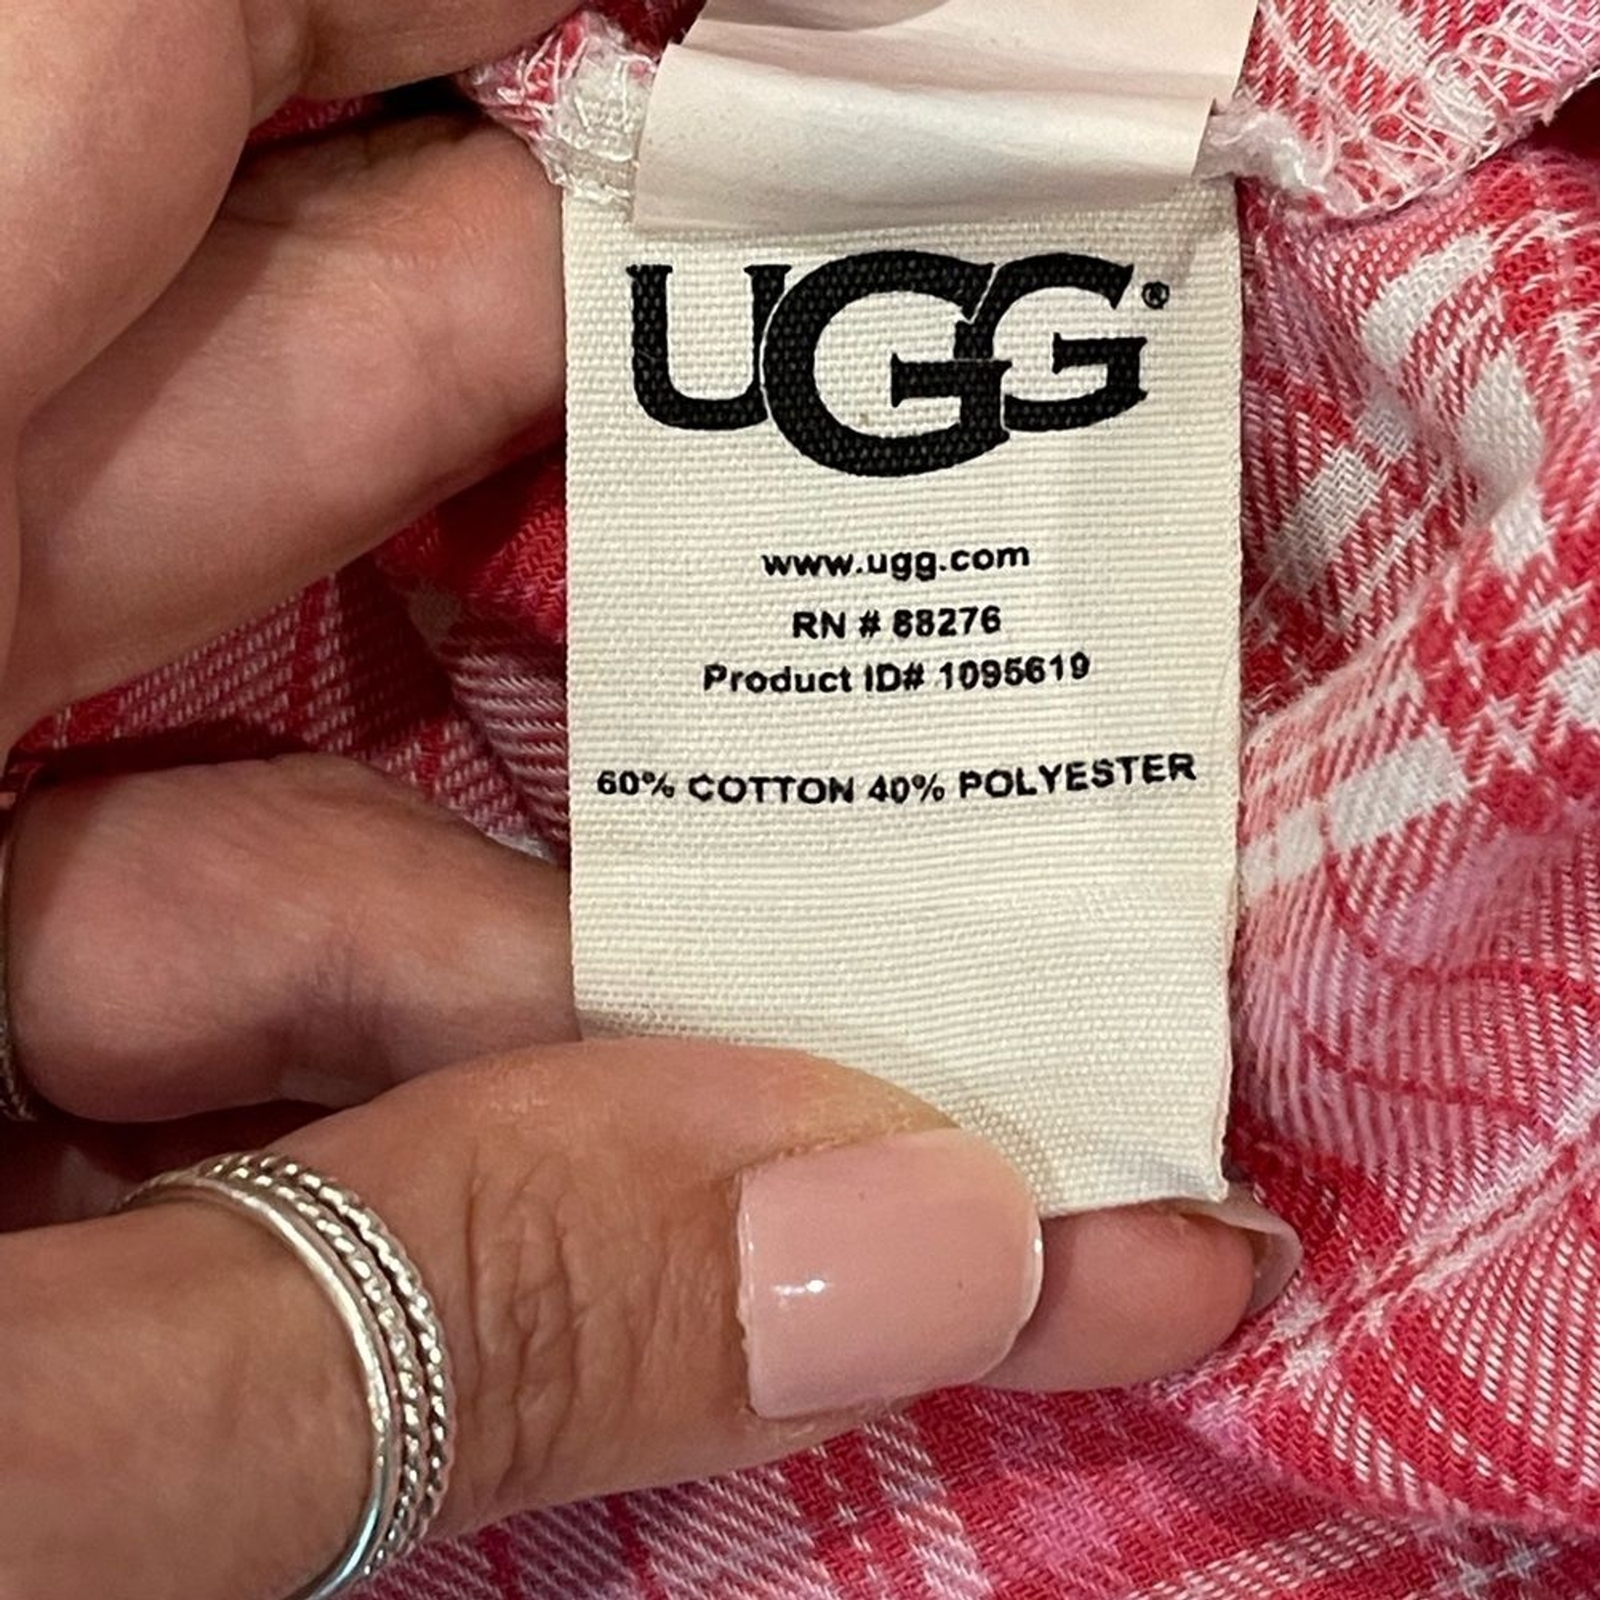 UGG®
www.ugg.com
RN # 88276
Product ID# 1095619
60% COTTON 40% POLYESTER